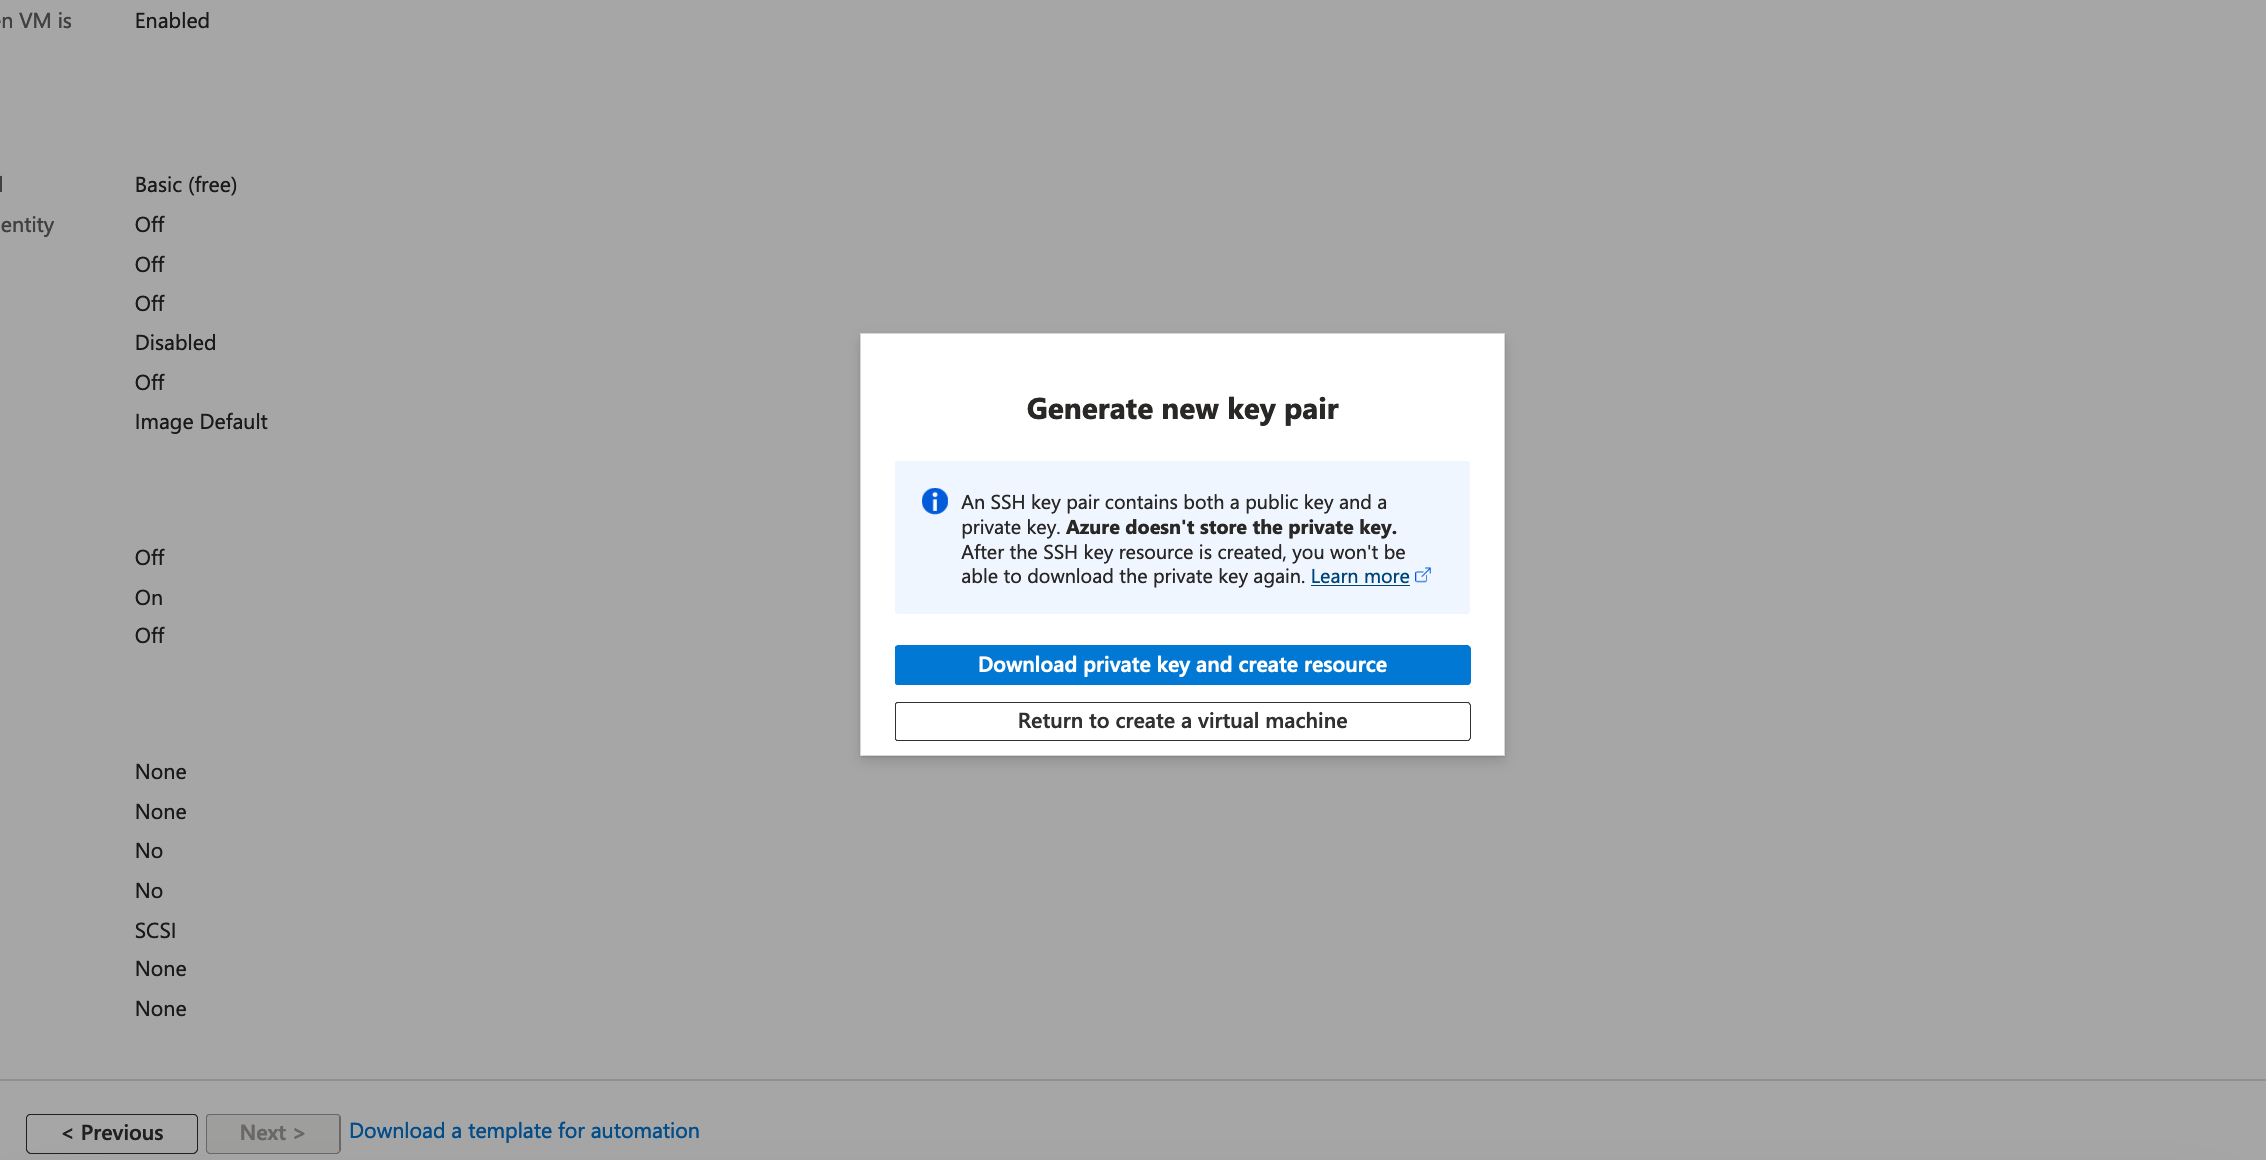 n VM is Enabled
Basic (free)
entity Off
Off
Off
Disabled
Off
Image Default
Off
On
Off
None
None
No
No
SCSI
None
None
Generate new key pair
An SSH key pair contains both a public key and a
private key. Azure doesn't store the private key.
After the SSH key resource is created, you won't be
able to download the private key again. Learn more
Download private key and create resource
Return to create a virtual machine
< Previous
Next >
Download a template for automation